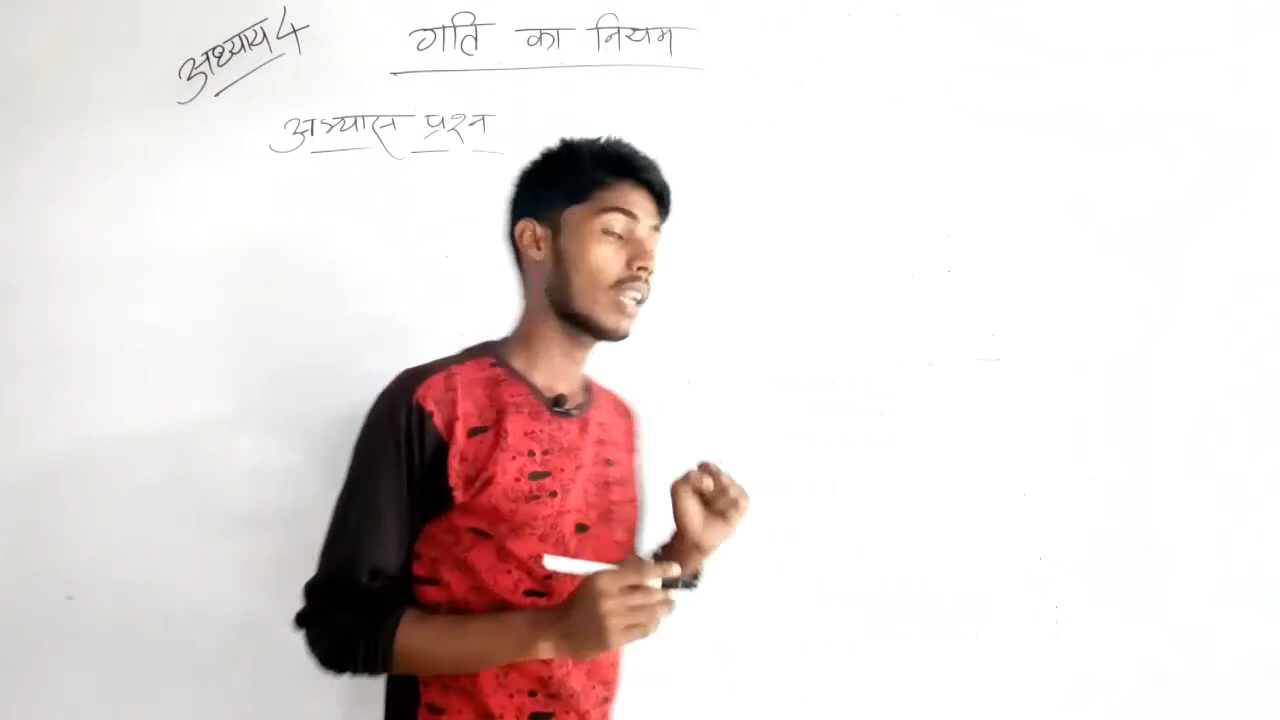 अध्याय 4
गति का नियम
अभ्यास प्रश्न